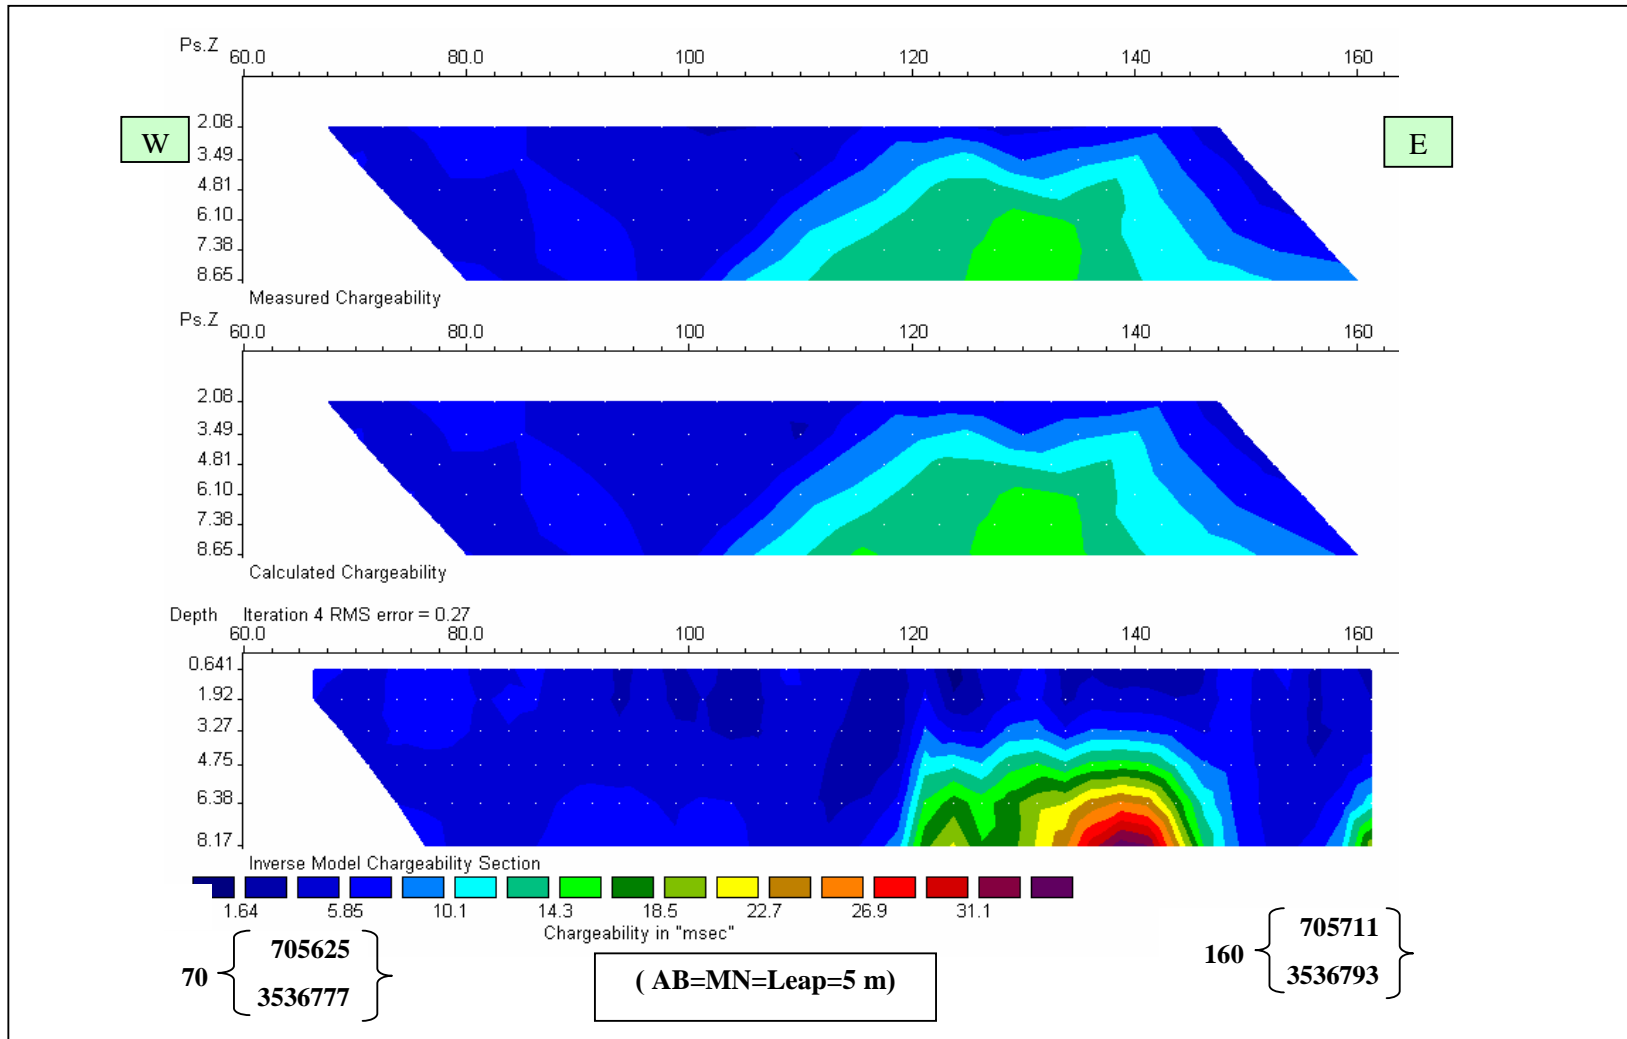 Ps.Z
60.0 80.0 100 120 140 160
W
E
2.08
3.49
4.81
6.10
7.38
8.65
Measured Chargeability
Ps.Z
60.0 80.0 100 120 140 160
2.08
3.49
4.81
6.10
7.38
8.65
Calculated Chargeability
Depth Iteration 4 RMS error = 0.27
60.0 80.0 100 120 140 160
0.641
1.92
3.27
4.75
6.38
8.17
Inverse Model Chargeability Section
1.64 5.85 10.1 14.3 18.5 22.7 26.9 31.1
Chargeability in "msec"
70
705625
3536777
( AB=MN=Leap=5 m)
160
705711
3536793